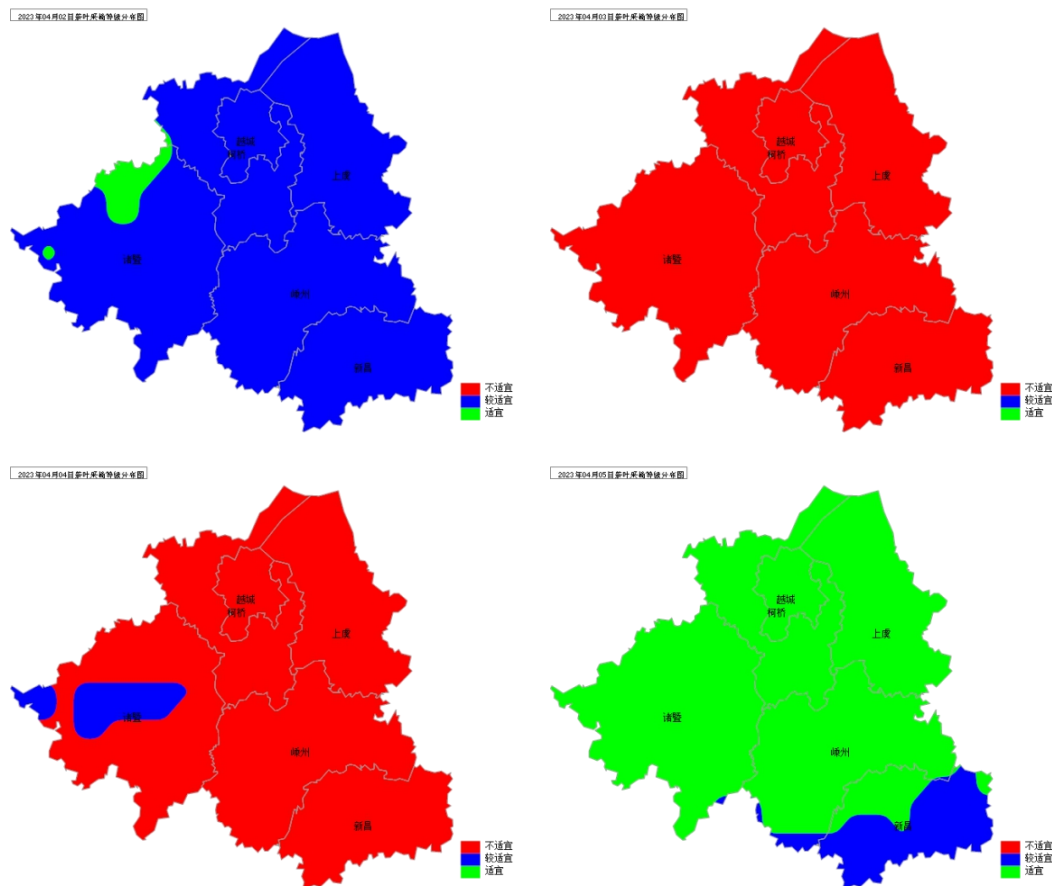 2023年04月02日茶叶采摘等级分布图
越城
柯桥
上虞
诸暨
嵊州
新昌
不适宜
较适宜
适宜
2023年04月03日茶叶采摘等级分布图
越城
柯桥
上虞
诸暨
嵊州
新昌
不适宜
较适宜
适宜
2023年04月04日茶叶采摘等级分布图
越城
柯桥
上虞
诸暨
嵊州
新昌
不适宜
较适宜
适宜
2023年04月05日茶叶采摘等级分布图
越城
柯桥
上虞
诸暨
嵊州
新昌
不适宜
较适宜
适宜